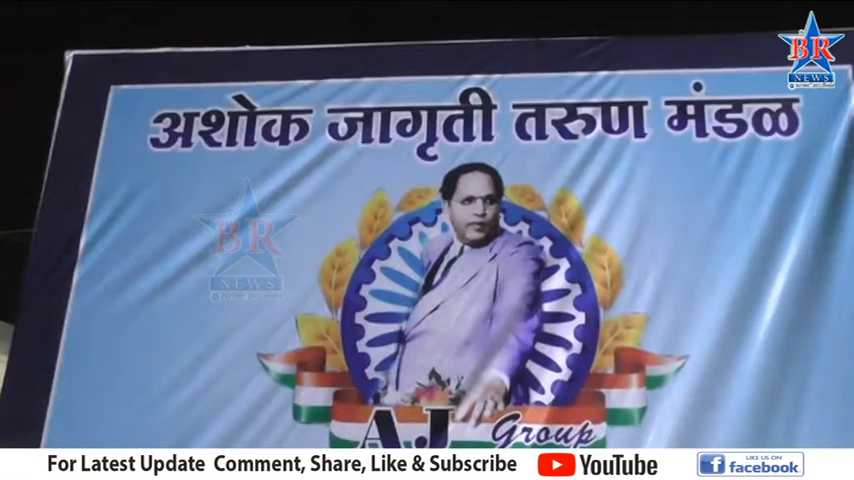 BR
NEWS
अशोक जागृती तरुण मंडळ
BR
NEWS
AJ Group
For Latest Update Comment, Share, Like & Subscribe
YouTube
LIKE US ON
facebook